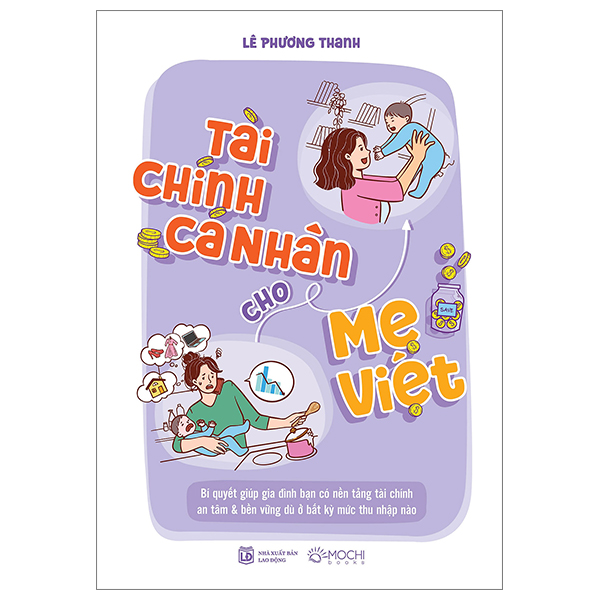 LÊ PHƯƠNG THANH
Tài
Chính
Cá Nhân
CHO
Mẹ
Việt
SAVE
Bí quyết giúp gia đình bạn có nền tảng tài chính
an tâm & bền vững dù ở bất kỳ mức thu nhập nào
LĐ
NHÀ XUẤT BẢN
LAO ĐỘNG
MOCHI
books